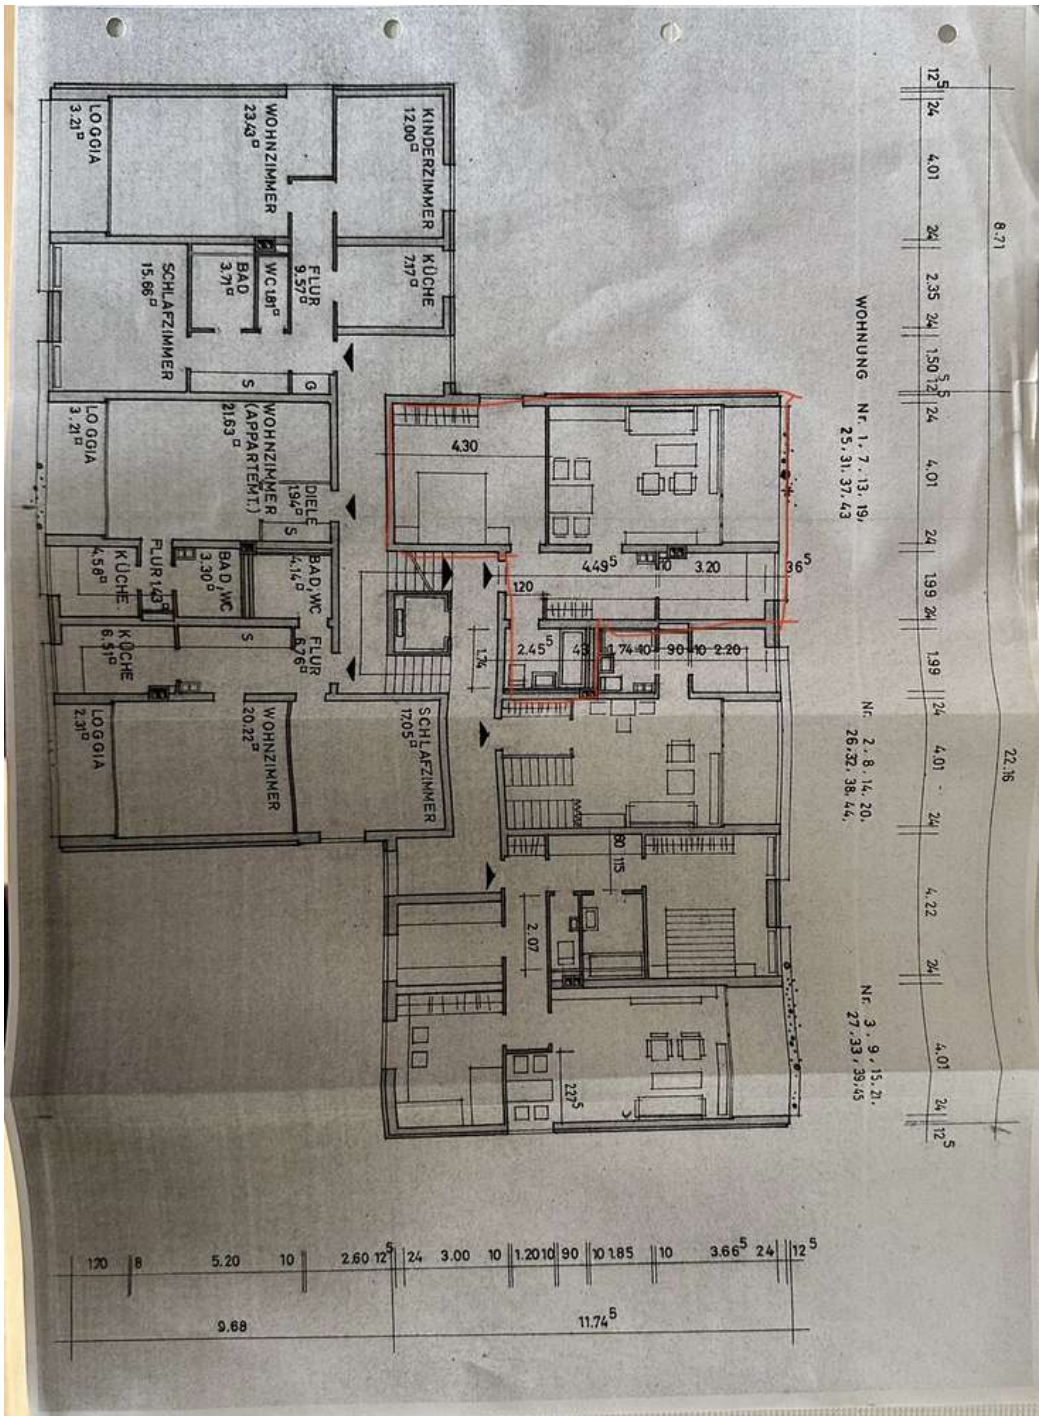 12⁵
24
4.01
24
2.35
24
1.50
12⁵
24
4.01
24
1.99
24
1.99
24
4.01
24
4.22
24
4.01
24
12⁵
8.71
22.16
WOHNUNG Nr. 1, 7, 13, 19,
25, 31, 37, 43
Nr. 2, 8, 14, 20,
26, 32, 38, 44,
Nr. 3, 9, 15, 21,
27, 33, 39, 45
KINDERZIMMER
12.00
WOHNZIMMER
23.43
LOGGIA
3.21
KÜCHE
7.17
FLUR
9.57
WC 1.81
BAD
3.71
SCHLAFZIMMER
15.66
G
S
WOHNZIMMER
(APPARTEMT.)
21.63
LOGGIA
3.21
DIELE
1.94
S
BAD, WC
4.14
BAD, WC
3.30
FLUR 1.43
KÜCHE
4.58
FLUR
6.76
S
KÜCHE
6.51
SCHLAFZIMMER
17.05
WOHNZIMMER
20.22
LOGGIA
2.31
4.30
4.49⁵
10
3.20
36⁵
1.20
2.45⁵
43
1.74
10
90
10
2.20
1.74
80
115
2.07
2.27⁵
1.70
8
5.20
10
2.60
12⁵
24
3.00
10
1.20
10
90
10
1.85
10
3.66⁵
24
12⁵
9.68
11.74⁵